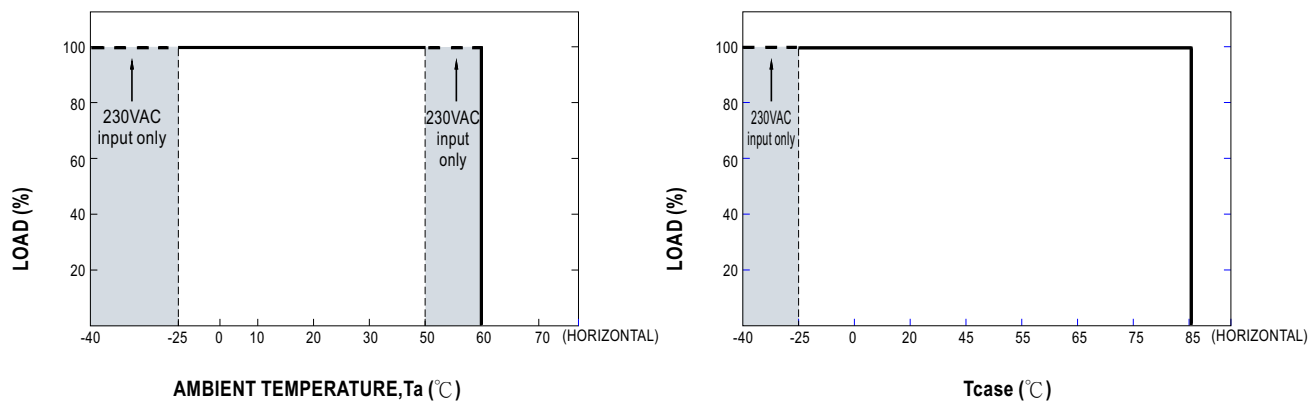 100
80
60
40
20
230VAC
input only
230VAC
input
only
-40 -25 0 10 20 30 40 50 60 70 (HORIZONTAL)
LOAD (%)
AMBIENT TEMPERATURE,Ta (℃)
100
80
60
40
20
230VAC
input only
-40 -25 0 20 45 55 65 75 85 (HORIZONTAL)
LOAD (%)
Tcase (℃)